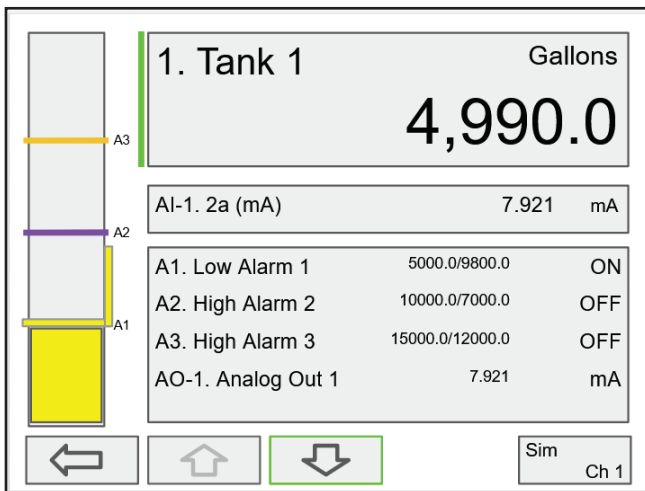 1. Tank 1 Gallons
4,990.0
A3
AI-1. 2a (mA) 7.921 mA
A2
A1. Low Alarm 1 5000.0/9800.0 ON
A2. High Alarm 2 10000.0/7000.0 OFF
A1
A3. High Alarm 3 15000.0/12000.0 OFF
AO-1. Analog Out 1 7.921 mA
Sim
Ch 1